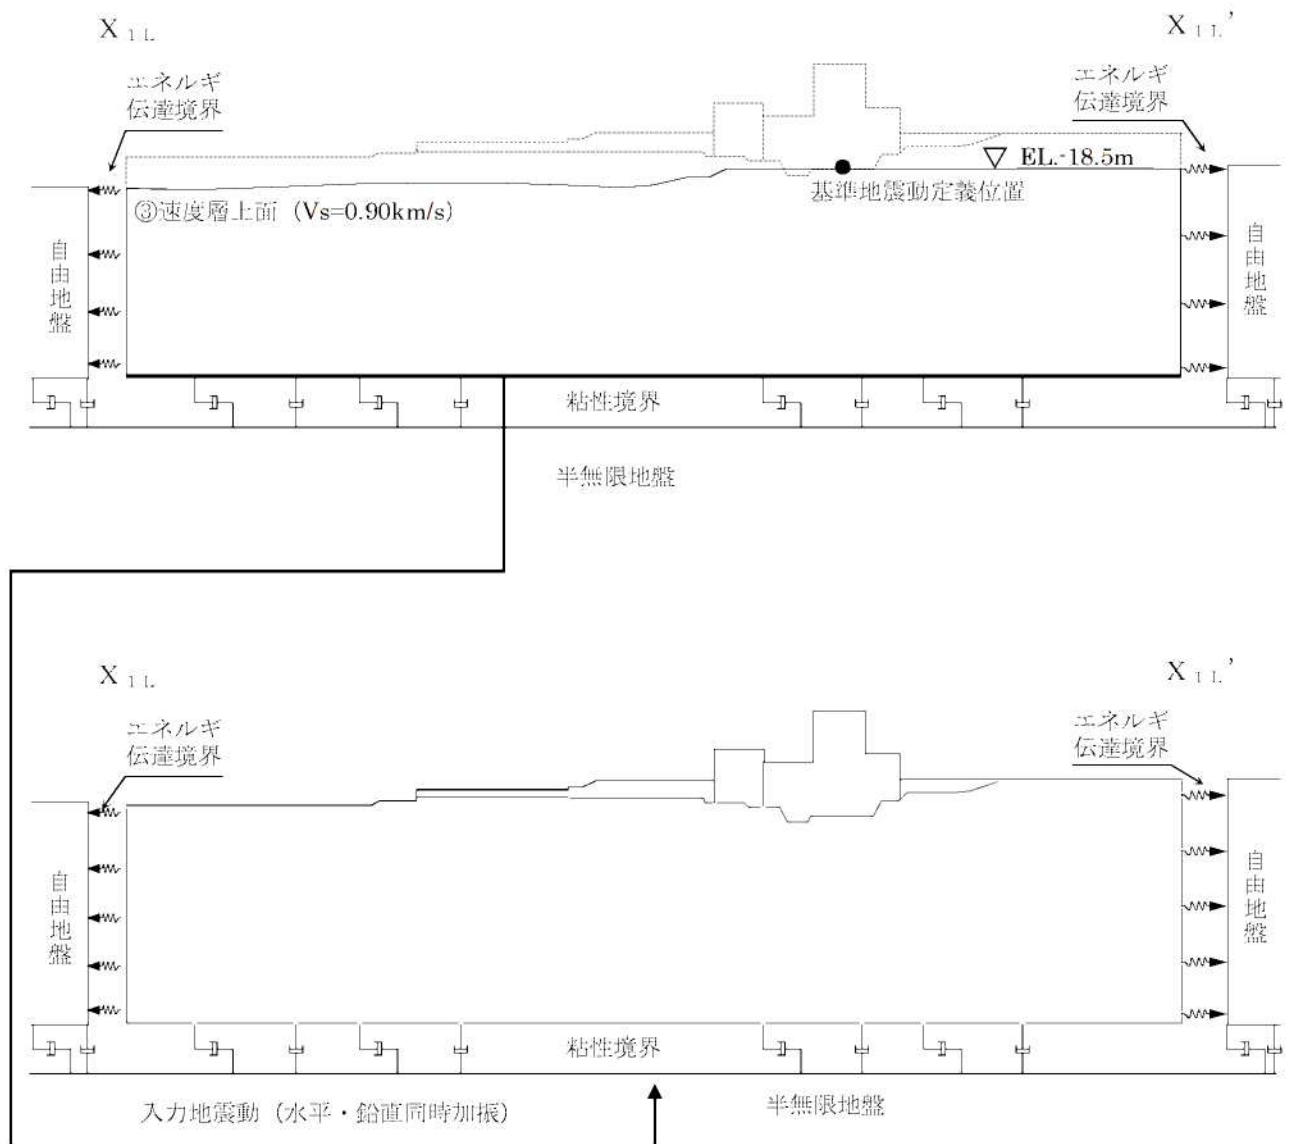 X1L
X1L'
エネルギ
伝達境界
エネルギ
伝達境界
EL.-18.5m
基準地震動定義位置
③速度層上面（Vs=0.90km/s）
自由地盤
自由地盤
粘性境界
半無限地盤
X1L
X1L'
エネルギ
伝達境界
エネルギ
伝達境界
自由地盤
自由地盤
粘性境界
入力地震動（水平・鉛直同時加振）
半無限地盤